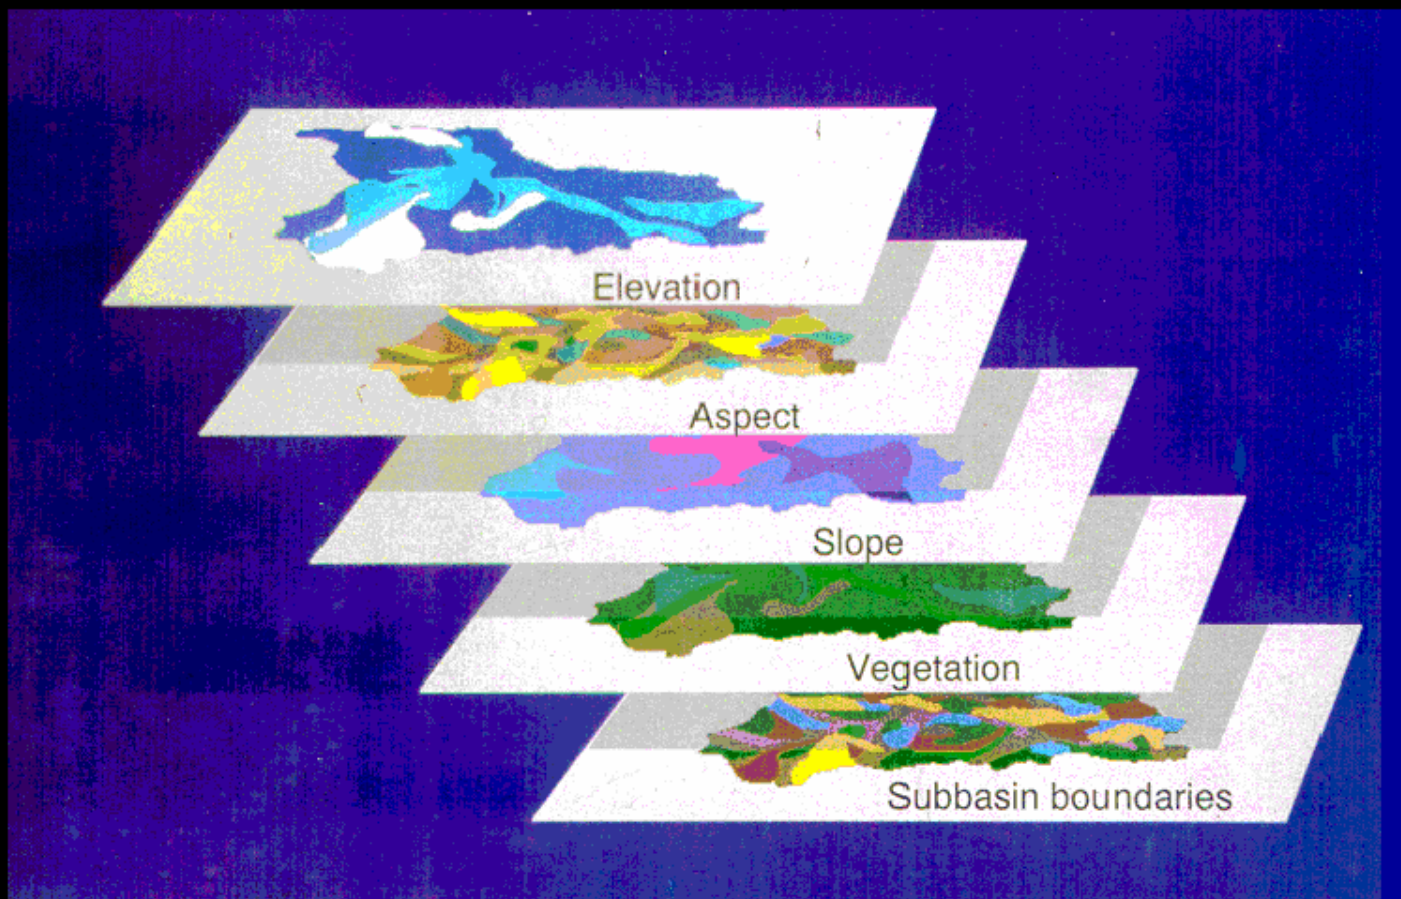 Elevation
Aspect
Slope
Vegetation
Subbasin boundaries